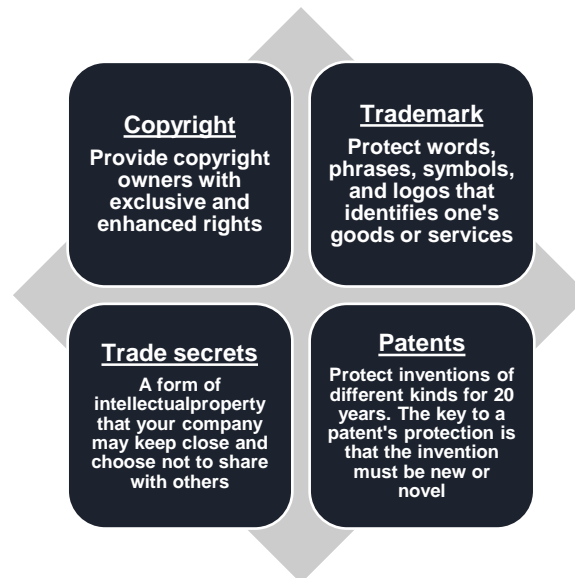 Copyright
Provide copyright
owners with
exclusive and
enhanced rights
Trademark
Protect words,
phrases, symbols,
and logos that
identifies one's
goods or services
Trade secrets
A form of
intellectualproperty
that your company
may keep close and
choose not to share
with others
Patents
Protect inventions of
different kinds for 20
years. The key to a
patent's protection is
that the invention
must be new or
novel